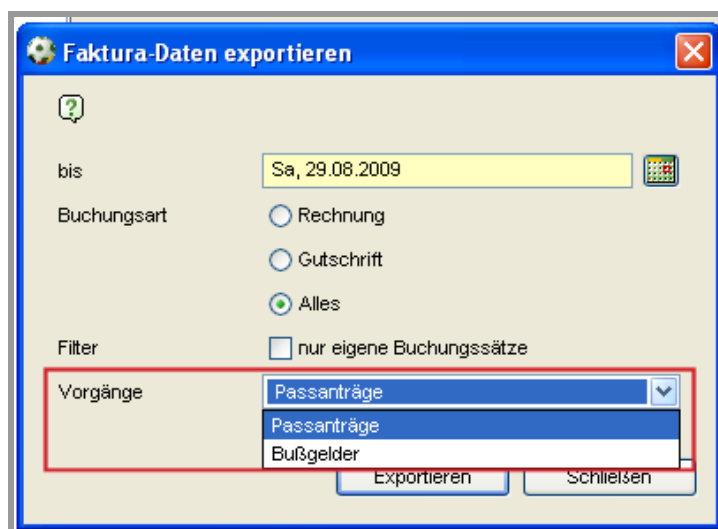 Faktura-Daten exportieren
?
bis Sa, 29.08.2009
Buchungsart Rechnung
Gutschrift
Alles
Filter nur eigene Buchungssätze
Vorgänge Passanträge
Passanträge
Bußgelder
Exportieren Schließen